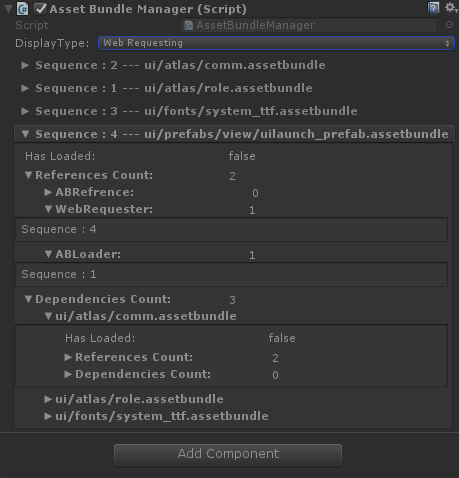 Asset Bundle Manager (Script)
Script AssetBundleManager
DisplayType: Web Requesting
Sequence : 2 --- ui/atlas/comm.assetbundle
Sequence : 1 --- ui/atlas/role.assetbundle
Sequence : 3 --- ui/fonts/system_ttf.assetbundle
Sequence : 4 --- ui/prefabs/view/uilaunch_prefab.assetbundle
Has Loaded: false
References Count: 2
ABRefrence: 0
WebRequester: 1
Sequence : 4
ABLoader: 1
Sequence : 1
Dependencies Count: 3
ui/atlas/comm.assetbundle
Has Loaded: false
References Count: 2
Dependencies Count: 0
ui/atlas/role.assetbundle
ui/fonts/system_ttf.assetbundle
Add Component